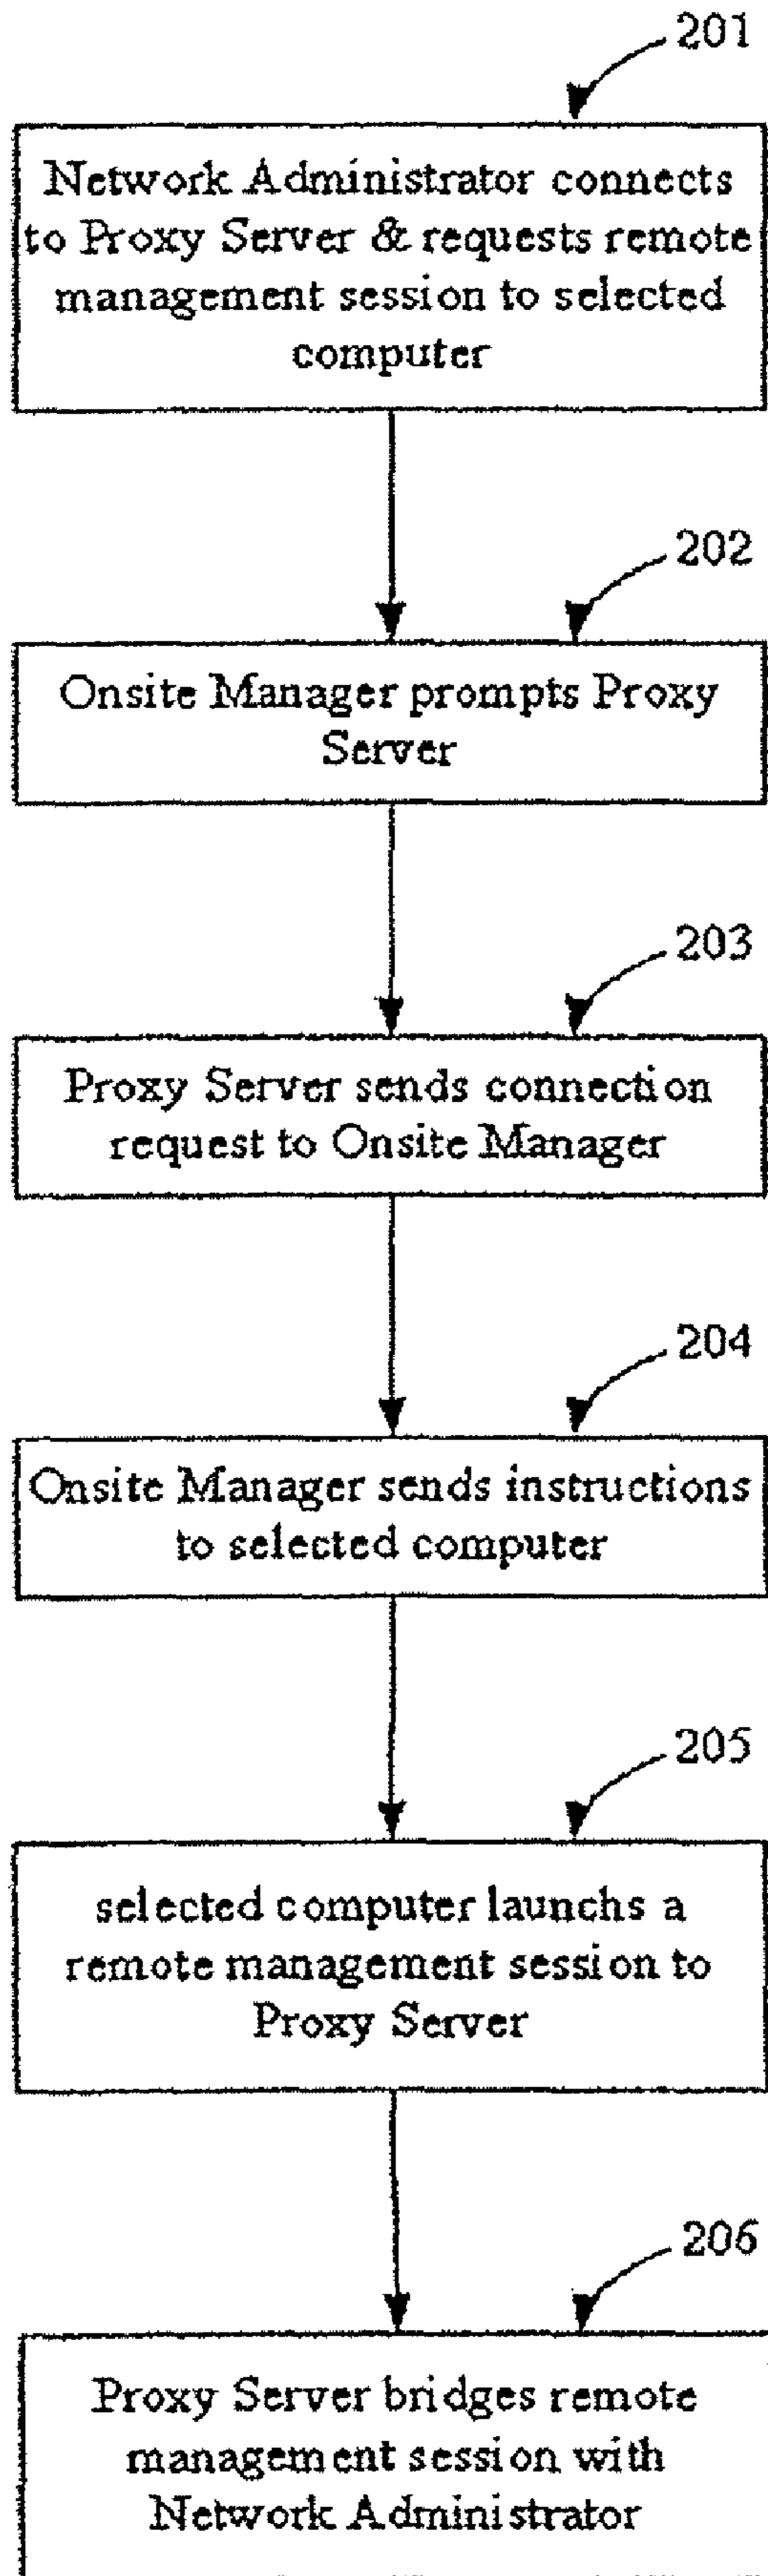 201
Network Administrator connects
to Proxy Server & requests remote
management session to selected
computer
202
Onsite Manager prompts Proxy
Server
203
Proxy Server sends connection
request to Onsite Manager
204
Onsite Manager sends instructions
to selected computer
205
selected computer launchs a
remote management session to
Proxy Server
206
Proxy Server bridges remote
management session with
Network Administrator